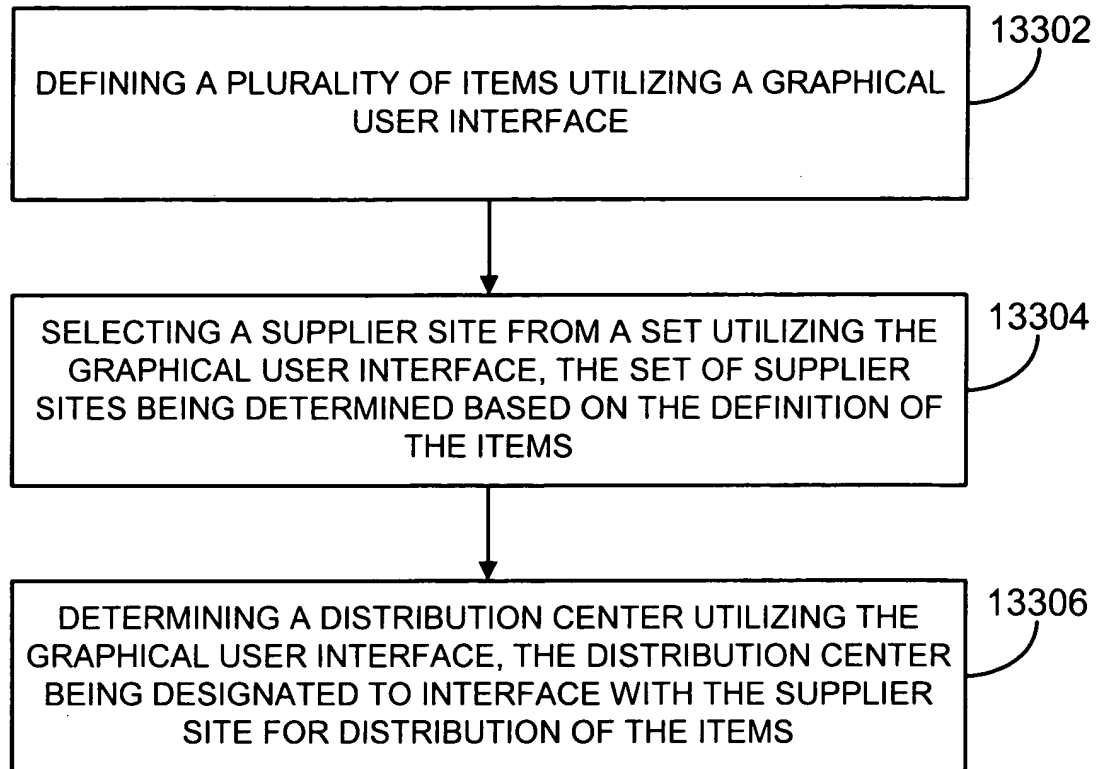 13302
DEFINING A PLURALITY OF ITEMS UTILIZING A GRAPHICAL
USER INTERFACE
13304
SELECTING A SUPPLIER SITE FROM A SET UTILIZING THE
GRAPHICAL USER INTERFACE, THE SET OF SUPPLIER
SITES BEING DETERMINED BASED ON THE DEFINITION OF
THE ITEMS
13306
DETERMINING A DISTRIBUTION CENTER UTILIZING THE
GRAPHICAL USER INTERFACE, THE DISTRIBUTION CENTER
BEING DESIGNATED TO INTERFACE WITH THE SUPPLIER
SITE FOR DISTRIBUTION OF THE ITEMS